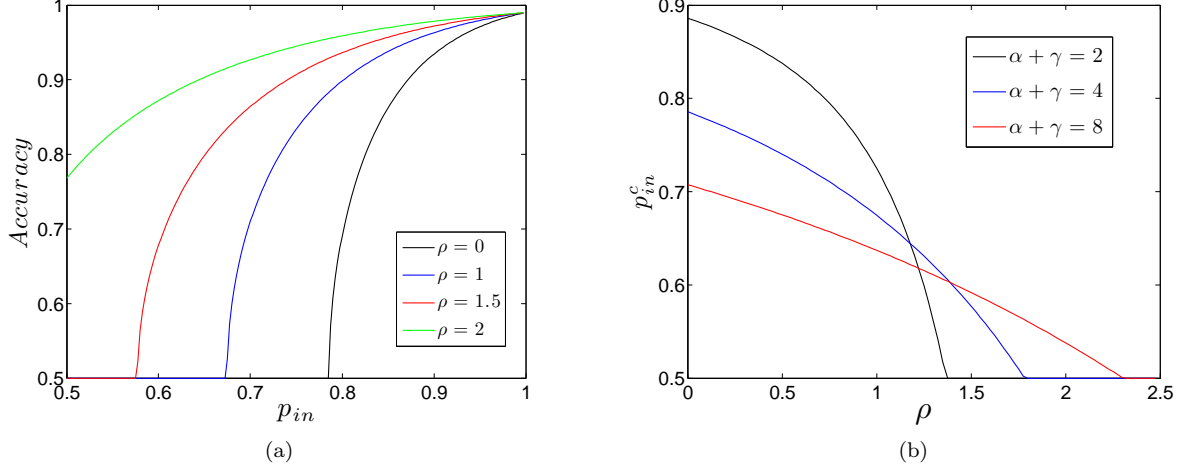 1
0.9
0.8
0.7
0.6
0.5
Accuracy
0.5 0.6 0.7 0.8 0.9 1
p_in
ρ = 0
ρ = 1
ρ = 1.5
ρ = 2
(a)
0.9
0.8
0.7
0.6
0.5
p^c_in
0 0.5 1 1.5 2 2.5
ρ
α + γ = 2
α + γ = 4
α + γ = 8
(b)